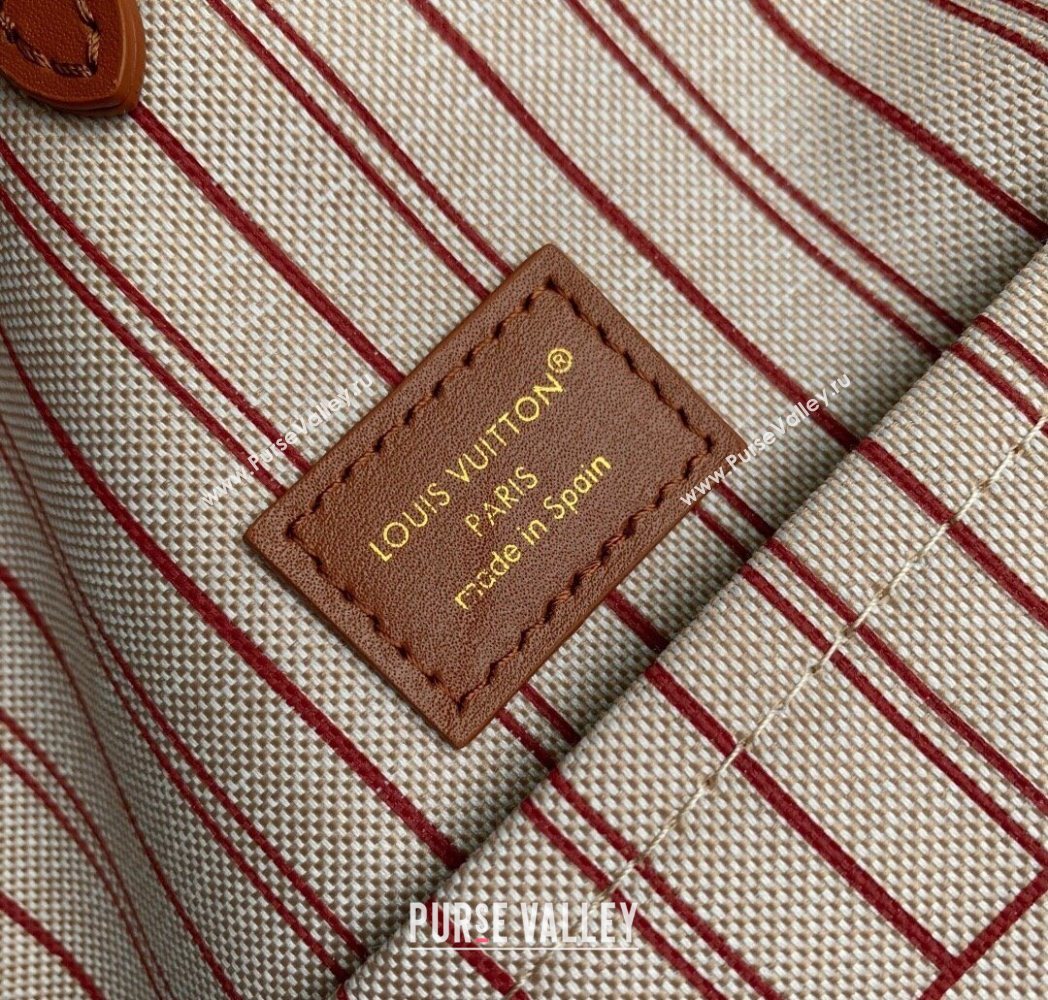 LOUIS VUITTON®
PARIS
made in Spain
www.PurseValley.ru
www.PurseValley.ru
PURSE VALLEY